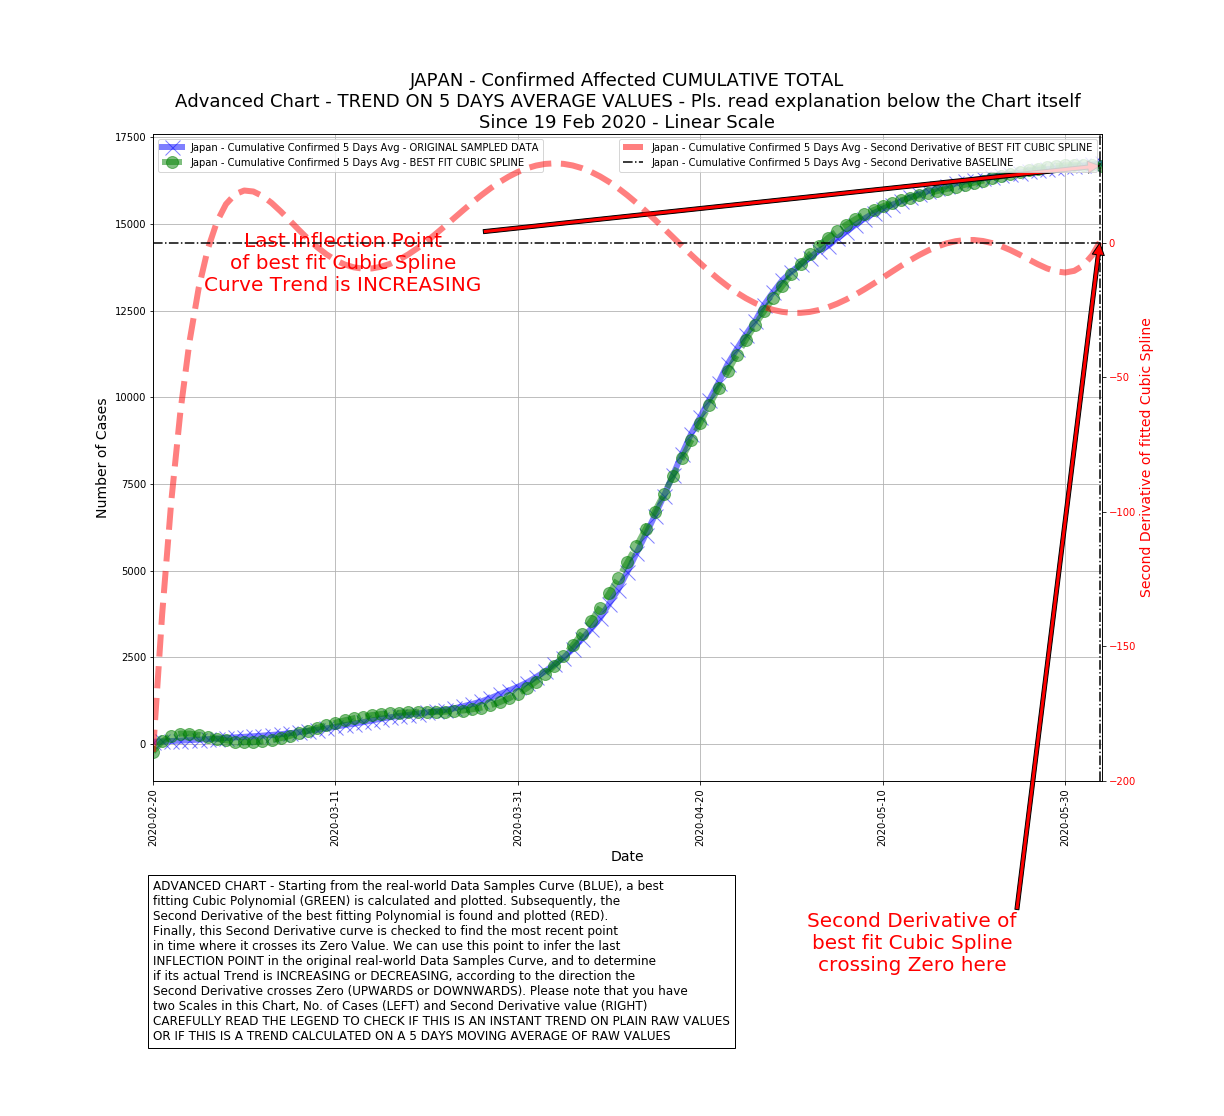 JAPAN - Confirmed Affected CUMULATIVE TOTAL
Advanced Chart - TREND ON 5 DAYS AVERAGE VALUES - Pls. read explanation below the Chart itself
Since 19 Feb 2020 - Linear Scale
Japan - Cumulative Confirmed 5 Days Avg - ORIGINAL SAMPLED DATA
Japan - Cumulative Confirmed 5 Days Avg - BEST FIT CUBIC SPLINE
Japan - Cumulative Confirmed 5 Days Avg - Second Derivative of BEST FIT CUBIC SPLINE
Japan - Cumulative Confirmed 5 Days Avg - Second Derivative BASELINE
Last Inflection Point
of best fit Cubic Spline
Curve Trend is INCREASING
Number of Cases
17500
15000
12500
10000
7500
5000
2500
0
0
−50
−100
−150
−200
Second Derivative of fitted Cubic Spline
2020-02-20
2020-03-11
2020-03-31
2020-04-20
2020-05-10
2020-05-30
Date
ADVANCED CHART - Starting from the real-world Data Samples Curve (BLUE), a best
fitting Cubic Polynomial (GREEN) is calculated and plotted. Subsequently, the
Second Derivative of the best fitting Polynomial is found and plotted (RED).
Finally, this Second Derivative curve is checked to find the most recent point
in time where it crosses its Zero Value. We can use this point to infer the last
INFLECTION POINT in the original real-world Data Samples Curve, and to determine
if its actual Trend is INCREASING or DECREASING, according to the direction the
Second Derivative crosses Zero (UPWARDS or DOWNWARDS). Please note that you have
two Scales in this Chart, No. of Cases (LEFT) and Second Derivative value (RIGHT)
CAREFULLY READ THE LEGEND TO CHECK IF THIS IS AN INSTANT TREND ON PLAIN RAW VALUES
OR IF THIS IS A TREND CALCULATED ON A 5 DAYS MOVING AVERAGE OF RAW VALUES
Second Derivative of
best fit Cubic Spline
crossing Zero here